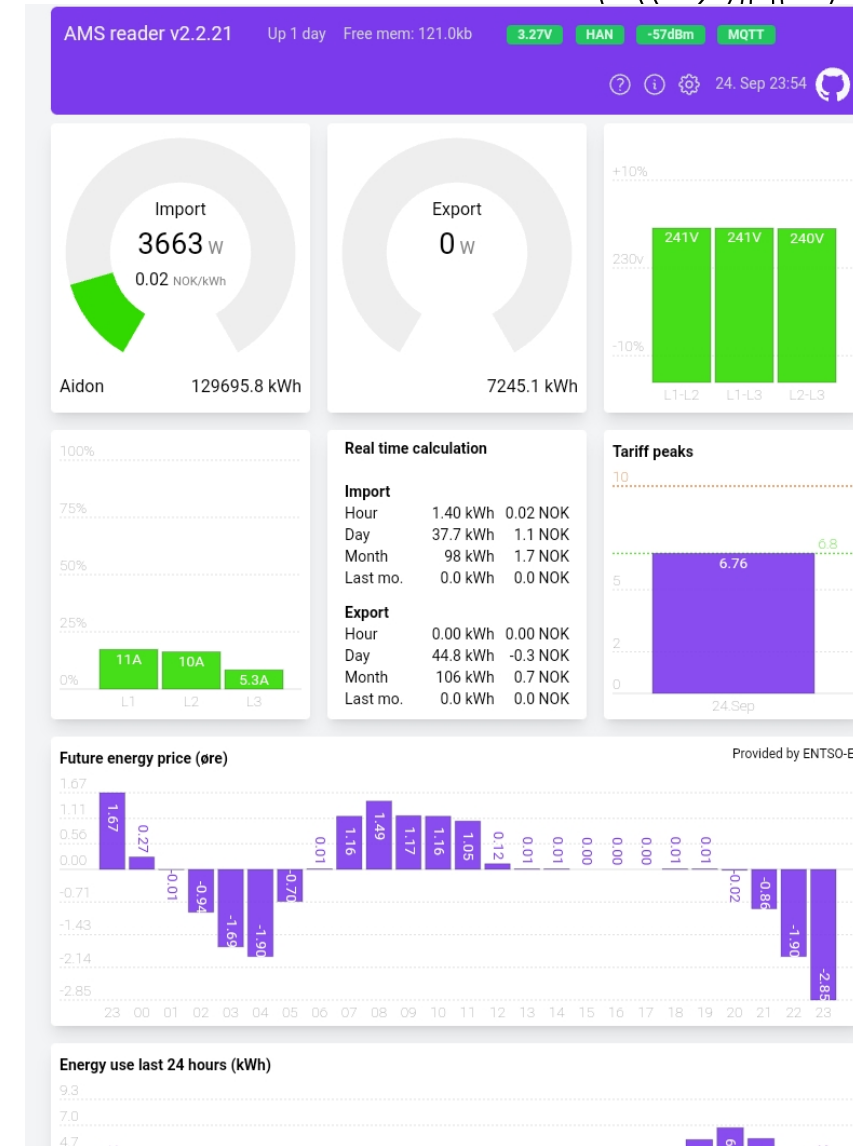 AMS reader v2.2.21 Up 1 day Free mem: 121.0kb 3.27V HAN -57dBm MQTT
24. Sep 23:54
Import
3663 W
0.02 NOK/kWh
Aidon 129695.8 kWh
Export
0 W
7245.1 kWh
+10%
230v
-10%
241V 241V 240V
L1-L2 L1-L3 L2-L3
100%
75%
50%
25%
0%
11A 10A 5.3A
L1 L2 L3
Real time calculation
Import
Hour 1.40 kWh 0.02 NOK
Day 37.7 kWh 1.1 NOK
Month 98 kWh 1.7 NOK
Last mo. 0.0 kWh 0.0 NOK
Export
Hour 0.00 kWh 0.00 NOK
Day 44.8 kWh -0.3 NOK
Month 106 kWh 0.7 NOK
Last mo. 0.0 kWh 0.0 NOK
Tariff peaks
10
6.8
6.76
5
2
0
24.Sep
Future energy price (øre) Provided by ENTSO-E
1.67
1.11
0.56
0.00
-0.71
-1.43
-2.14
-2.85
1.67 0.27 -0.01 -0.94 -1.69 -1.90 -0.70 0.01 1.16 1.49 1.17 1.16 1.05 0.12 0.01 0.01 0.00 0.00 0.00 0.01 0.01 -0.02 -0.86 -1.90 -2.85
23 00 01 02 03 04 05 06 07 08 09 10 11 12 13 14 15 16 17 18 19 20 21 22 23
Energy use last 24 hours (kWh)
9.3
7.0
4.7